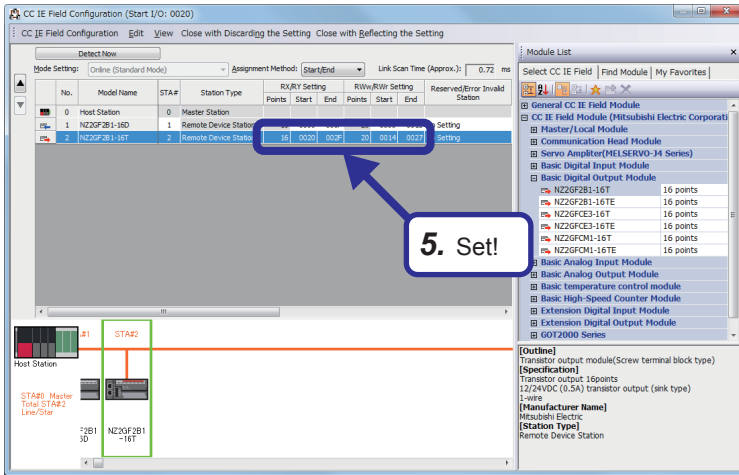 CC IE Field Configuration (Start I/O: 0020)
CC IE Field Configuration Edit View Close with Discarding the Setting Close with Reflecting the Setting
Detect Now
Mode Setting: Online (Standard Mode) Assignment Method: Start/End Link Scan Time (Approx.): 0.72 ms
No. Model Name STA# Station Type RX/RY Setting RWw/RWr Setting Reserved/Error Invalid Station
Points Start End Points Start End
0 Host Station 0 Master Station
1 NZ2GF2B1-16D 1 Remote Device Station Setting
2 NZ2GF2B1-16T 2 Remote Device Station 16 0020 002F 20 0014 0027 Setting
5. Set!
Host Station
STA#0 Master
Total STA#2
Line/Star
#1 STA#2
F2B1
5D
NZ2GF2B1
-16T
Module List
Select CC IE Field Find Module My Favorites
General CC IE Field Module
CC IE Field Module (Mitsubishi Electric Corporati
Master/Local Module
Communication Head Module
Servo Ampliter(MELSERVO-J4 Series)
Basic Digital Input Module
Basic Digital Output Module
NZ2GF2B1-16T 16 points
NZ2GF2B1-16TE 16 points
NZ2GFCE3-16T 16 points
NZ2GFCE3-16TE 16 points
NZ2GFCM1-16T 16 points
NZ2GFCM1-16TE 16 points
Basic Analog Input Module
Basic Analog Output Module
Basic temperature control module
Basic High-Speed Counter Module
Extension Digital Input Module
Extension Digital Output Module
GOT2000 Series
[Outline]
Transistor output module(Screw terminal block type)
[Specification]
Transistor output 16points
12/24VDC (0.5A) transistor output (sink type)
1-wire
[Manufacturer Name]
Mitsubishi Electric
[Station Type]
Remote Device Station